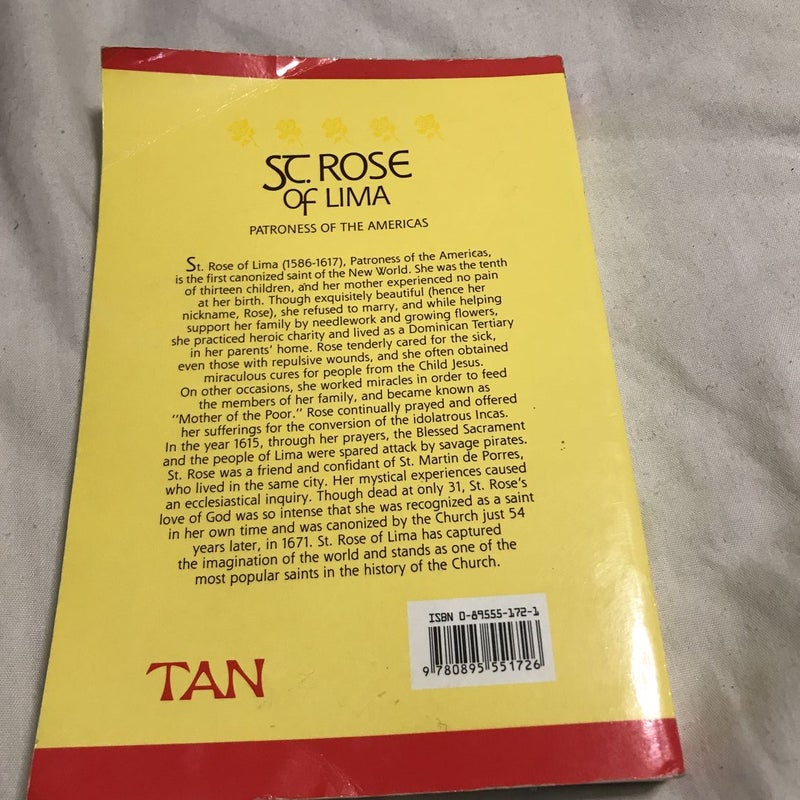 ST. ROSE
Of LIMA
PATRONESS OF THE AMERICAS
St. Rose of Lima (1586-1617), Patroness of the Americas,
is the first canonized saint of the New World. She was the tenth
of thirteen children, and her mother experienced no pain
at her birth. Though exquisitely beautiful (hence her
nickname, Rose), she refused to marry, and while helping
support her family by needlework and growing flowers,
she practiced heroic charity and lived as a Dominican Tertiary
in her parents' home. Rose tenderly cared for the sick,
even those with repulsive wounds, and she often obtained
miraculous cures for people from the Child Jesus.
On other occasions, she worked miracles in order to feed
the members of her family, and became known as
"Mother of the Poor." Rose continually prayed and offered
her sufferings for the conversion of the idolatrous Incas.
In the year 1615, through her prayers, the Blessed Sacrament
and the people of Lima were spared attack by savage pirates.
St. Rose was a friend and confidant of St. Martin de Porres,
who lived in the same city. Her mystical experiences caused
an ecclesiastical inquiry. Though dead at only 31, St. Rose's
love of God was so intense that she was recognized as a saint
in her own time and was canonized by the Church just 54
years later, in 1671. St. Rose of Lima has captured
the imagination of the world and stands as one of the
most popular saints in the history of the Church.
ISBN 0-89555-172-1
9 780895 551726
TAN